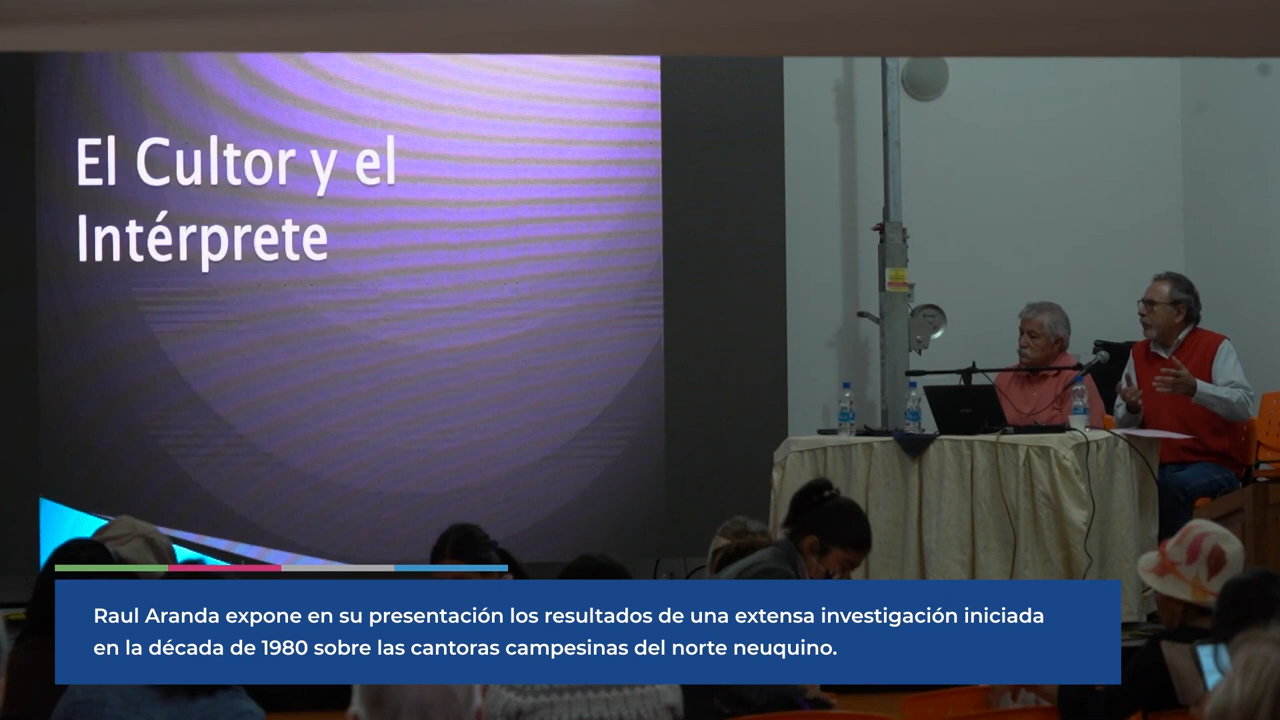 El Cultor y el
Intérprete
Raul Aranda expone en su presentación los resultados de una extensa investigación iniciada
en la década de 1980 sobre las cantoras campesinas del norte neuquino.